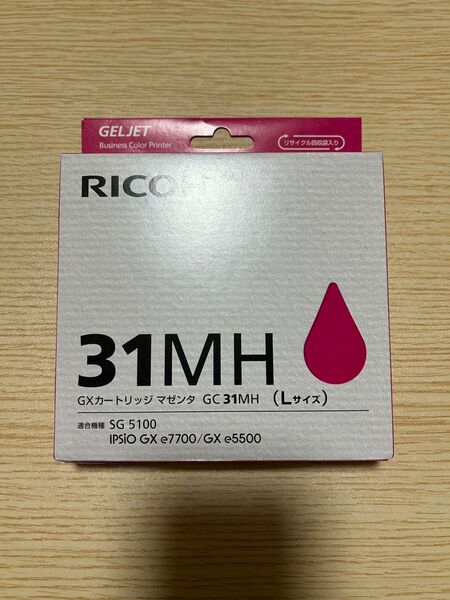 GELJET
Business Color Printer
リサイクル回収袋入り
RICOH
31MH
GXカートリッジ マゼンタ GC 31MH (Lサイズ)
適合機種 SG 5100
IPSiO GX e7700/GX e5500